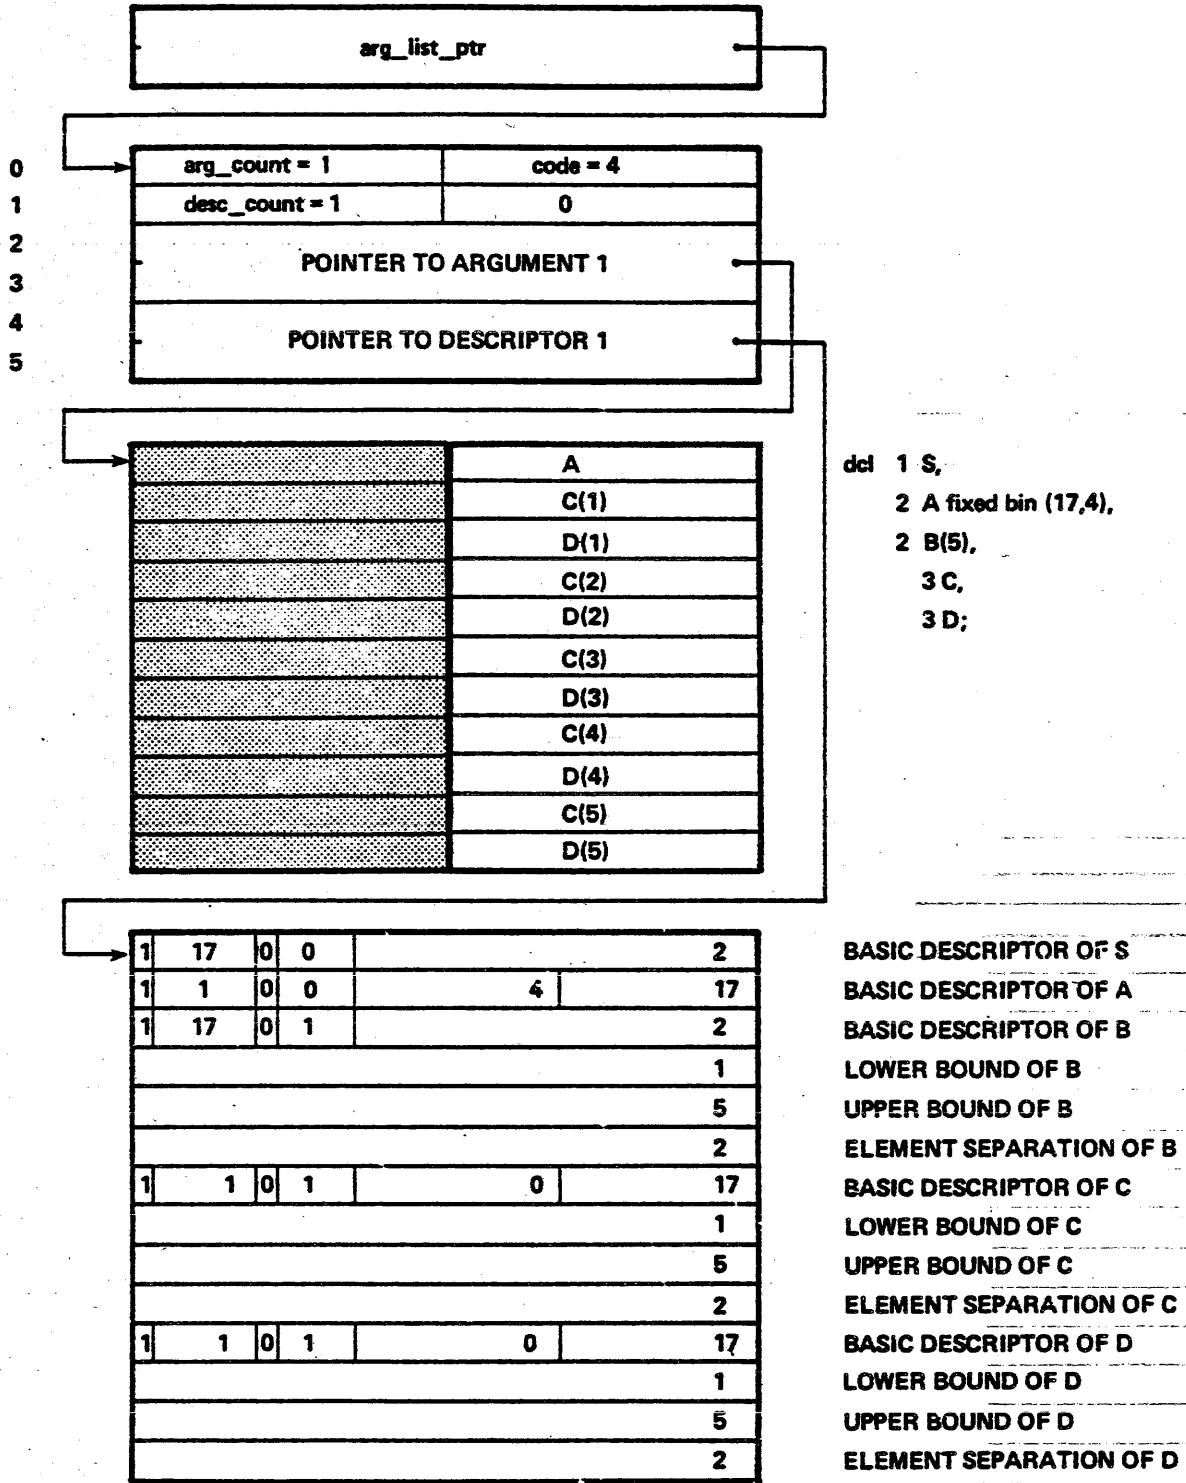 arg_list_ptr
0 arg_count = 1 code = 4
1 desc_count = 1 0
2
POINTER TO ARGUMENT 1
3
4
POINTER TO DESCRIPTOR 1
5
A dcl 1 S,
C(1) 2 A fixed bin (17,4),
D(1) 2 B(5),
C(2) 3 C,
D(2) 3 D;
C(3)
D(3)
C(4)
D(4)
C(5)
D(5)
1 17 0 0 2 BASIC DESCRIPTOR OF S
1 1 0 0 4 17 BASIC DESCRIPTOR OF A
1 17 0 1 2 BASIC DESCRIPTOR OF B
1 LOWER BOUND OF B
5 UPPER BOUND OF B
2 ELEMENT SEPARATION OF B
1 1 0 1 0 17 BASIC DESCRIPTOR OF C
1 LOWER BOUND OF C
5 UPPER BOUND OF C
2 ELEMENT SEPARATION OF C
1 1 0 1 0 17 BASIC DESCRIPTOR OF D
1 LOWER BOUND OF D
5 UPPER BOUND OF D
2 ELEMENT SEPARATION OF D